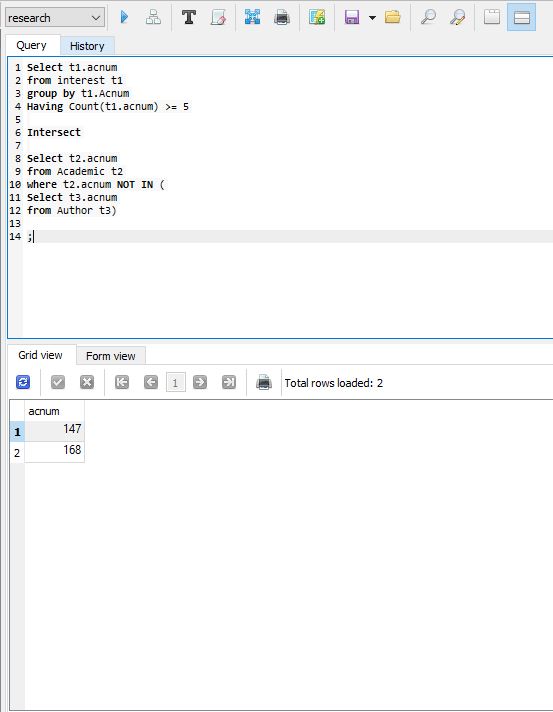 research
Query History
1 Select t1.acnum
2 from interest t1
3 group by t1.Acnum
4 Having Count(t1.acnum) >= 5
5
6 Intersect
7
8 Select t2.acnum
9 from Academic t2
10 where t2.acnum NOT IN (
11 Select t3.acnum
12 from Author t3)
13
14 ;
Grid view Form view
1 Total rows loaded: 2
acnum
1 147
2 168